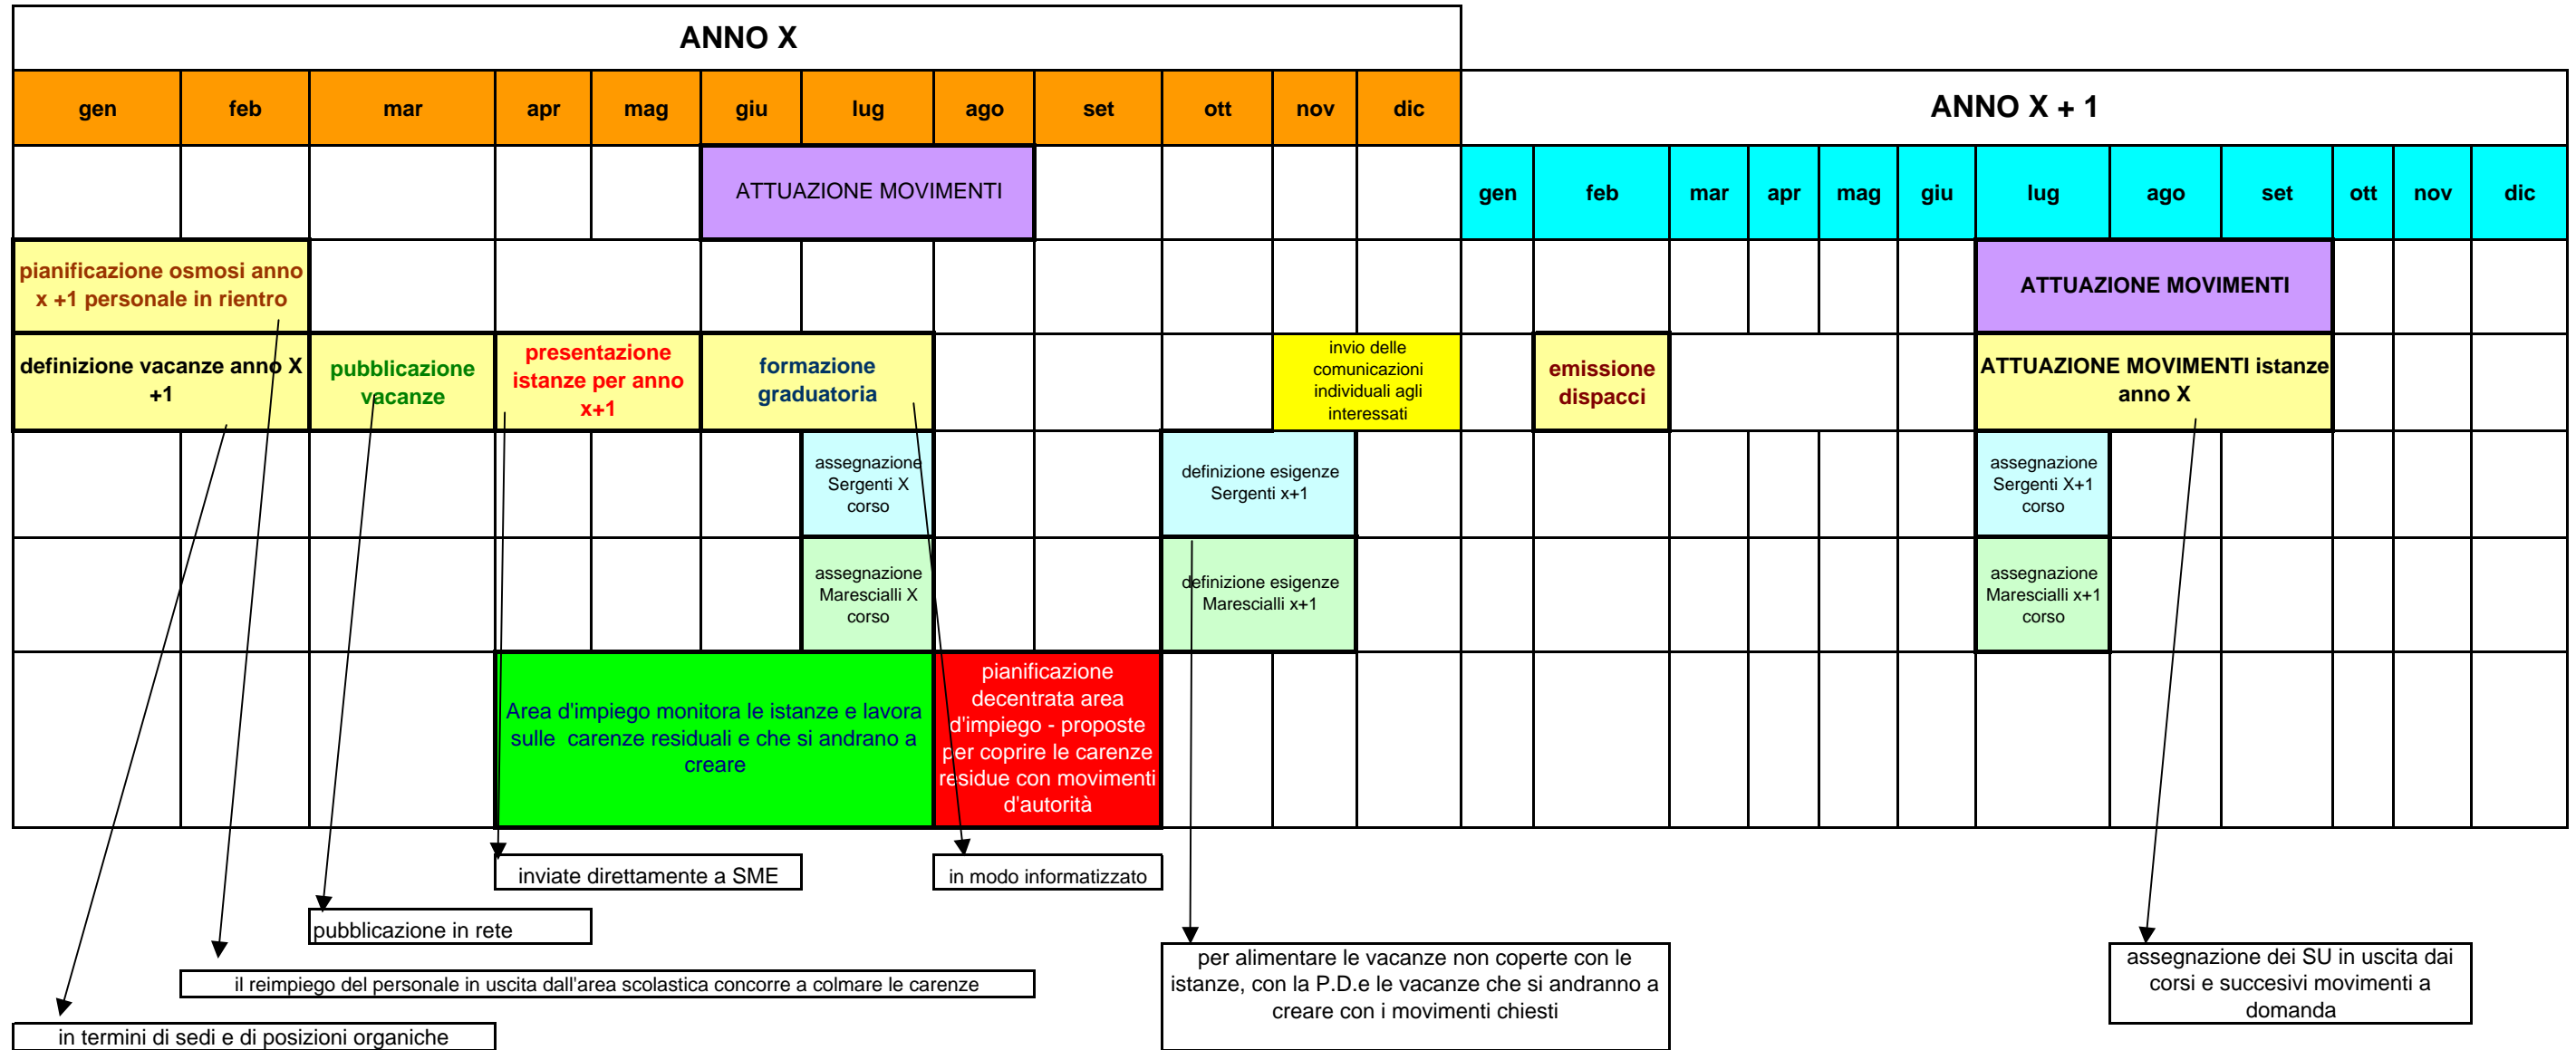 ANNO X
gen feb mar apr mag giu lug ago set ott nov dic
ANNO X + 1
ATTUAZIONE MOVIMENTI
gen feb mar apr mag giu lug ago set ott nov dic
pianificazione osmosi anno
x +1 personale in rientro
ATTUAZIONE MOVIMENTI
definizione vacanze anno X
+1
pubblicazione
vacanze
presentazione
istanze per anno
x+1
formazione
graduatoria
invio delle
comunicazioni
individuali agli
interessati
emissione
dispacci
ATTUAZIONE MOVIMENTI istanze
anno X
assegnazione
Sergenti X
corso
definizione esigenze
Sergenti x+1
assegnazione
Sergenti X+1
corso
assegnazione
Marescialli X
corso
definizione esigenze
Marescialli x+1
assegnazione
Marescialli x+1
corso
Area d'impiego monitora le istanze e lavora
sulle carenze residuali e che si andrano a
creare
pianificazione
decentrata area
d'impiego - proposte
per coprire le carenze
residue con movimenti
d'autorità
inviate direttamente a SME
in modo informatizzato
pubblicazione in rete
il reimpiego del personale in uscita dall'area scolastica concorre a colmare le carenze
in termini di sedi e di posizioni organiche
per alimentare le vacanze non coperte con le
istanze, con la P.D.e le vacanze che si andranno a
creare con i movimenti chiesti
assegnazione dei SU in uscita dai
corsi e succesivi movimenti a
domanda